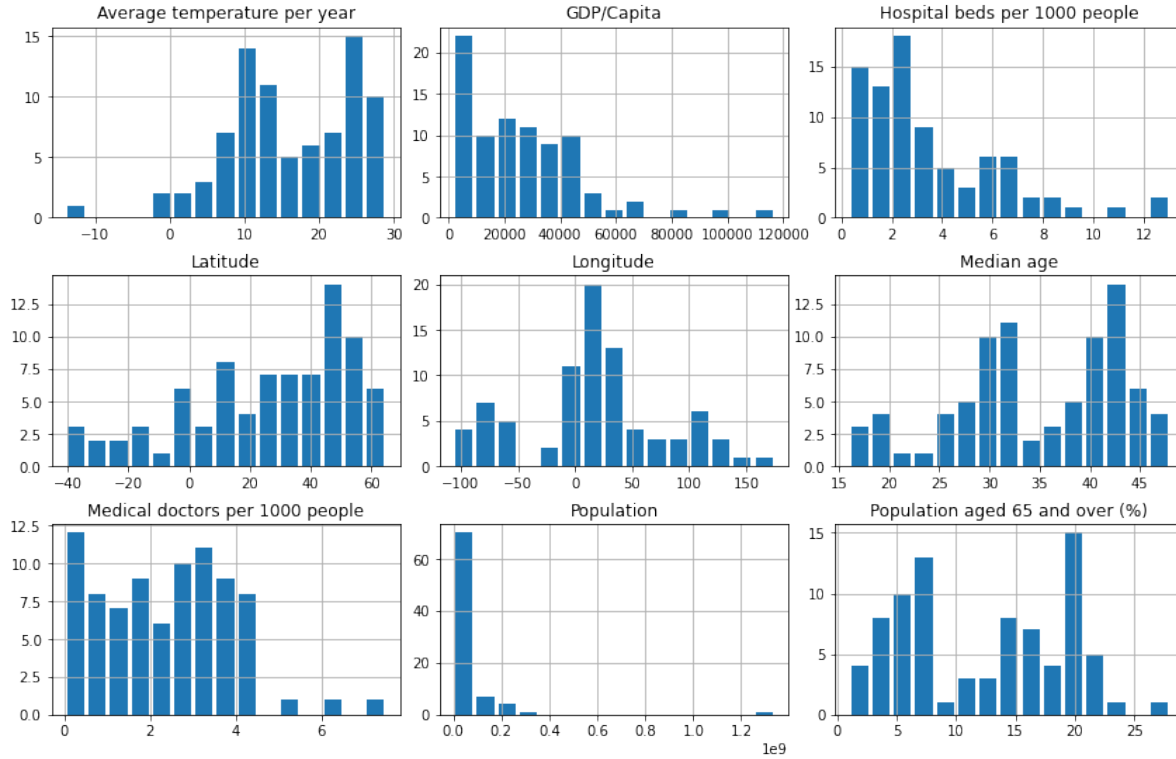 Average temperature per year
15
10
5
0
−10 0 10 20 30
GDP/Capita
20
15
10
5
0
0 20000 40000 60000 80000 100000 120000
Hospital beds per 1000 people
15
10
5
0
0 2 4 6 8 10 12
Latitude
12.5
10.0
7.5
5.0
2.5
0.0
−40 −20 0 20 40 60
Longitude
20
15
10
5
0
−100 −50 0 50 100 150
Median age
12.5
10.0
7.5
5.0
2.5
0.0
15 20 25 30 35 40 45
Medical doctors per 1000 people
12.5
10.0
7.5
5.0
2.5
0.0
0 2 4 6
Population
60
40
20
0
0.0 0.2 0.4 0.6 0.8 1.0 1.2
1e9
Population aged 65 and over (%)
15
10
5
0
0 5 10 15 20 25